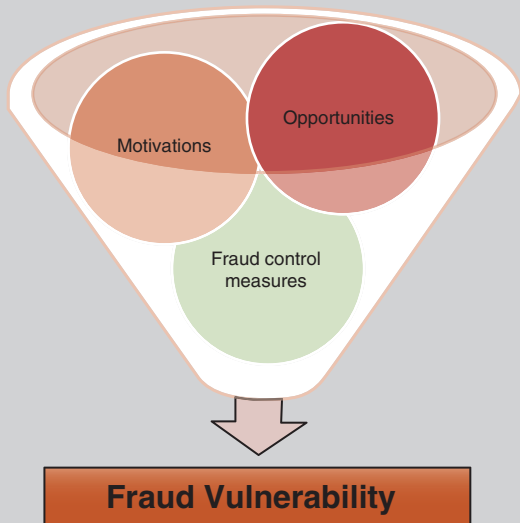 Motivations
Opportunities
Fraud control
measures
Fraud Vulnerability